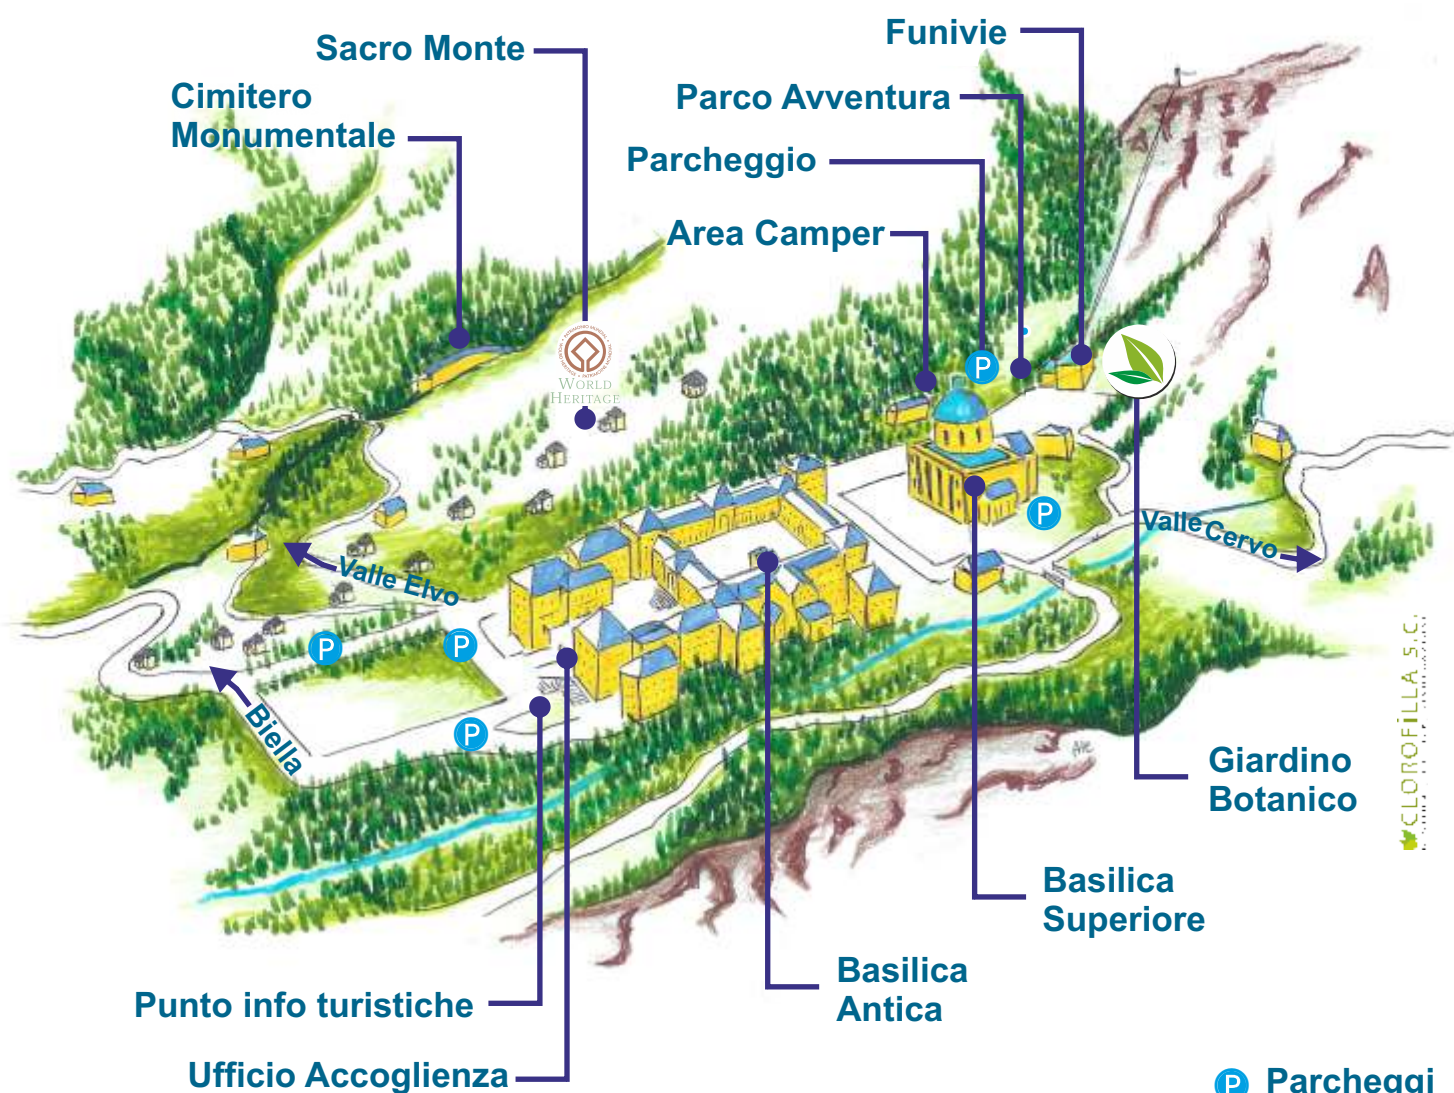 Funivie
Sacro Monte
Cimitero
Monumentale
Parco Avventura
Parcheggio
Area Camper
P
WORLD
HERITAGE
P
Valle Cervo
Valle Elvo
P
P
P
Biella
Giardino
Botanico
CLOROFiLLA S.C.
Basilica
Superiore
Basilica
Antica
Punto info turistiche
Ufficio Accoglienza
P Parcheggi